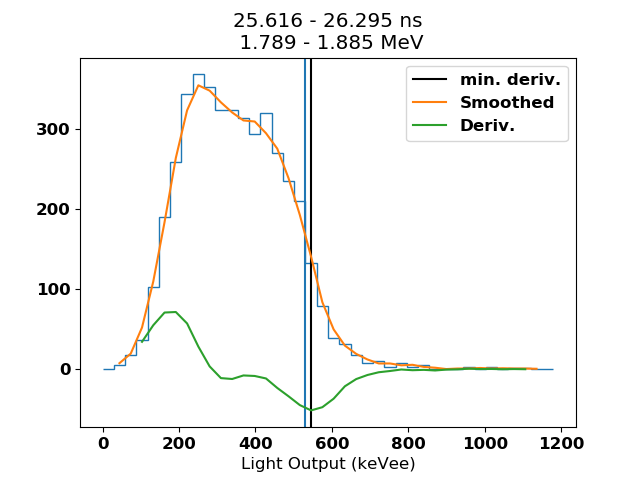 25.616 - 26.295 ns
1.789 - 1.885 MeV
min. deriv.
Smoothed
Deriv.
300
200
100
0
0 200 400 600 800 1000 1200
Light Output (keVee)